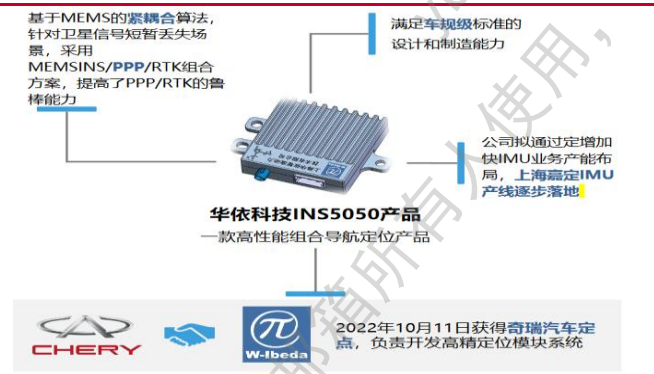 基于MEMS的紧耦合算法，
针对卫星信号短暂丢失场
景，采用
MEMSINS/PPP/RTK组合
方案，提高了PPP/RTK的鲁
棒能力
满足车规级标准的
设计和制造能力
公司拟通过定增加
快IMU业务产能布
局，上海嘉定IMU
产线逐步落地
华依科技INS5050产品
一款高性能组合导航定位产品
CHERY
π
W-Ibeda
2022年10月11日获得奇瑞汽车定
点，负责开发高精定位模块系统
邮箱所有人使用，